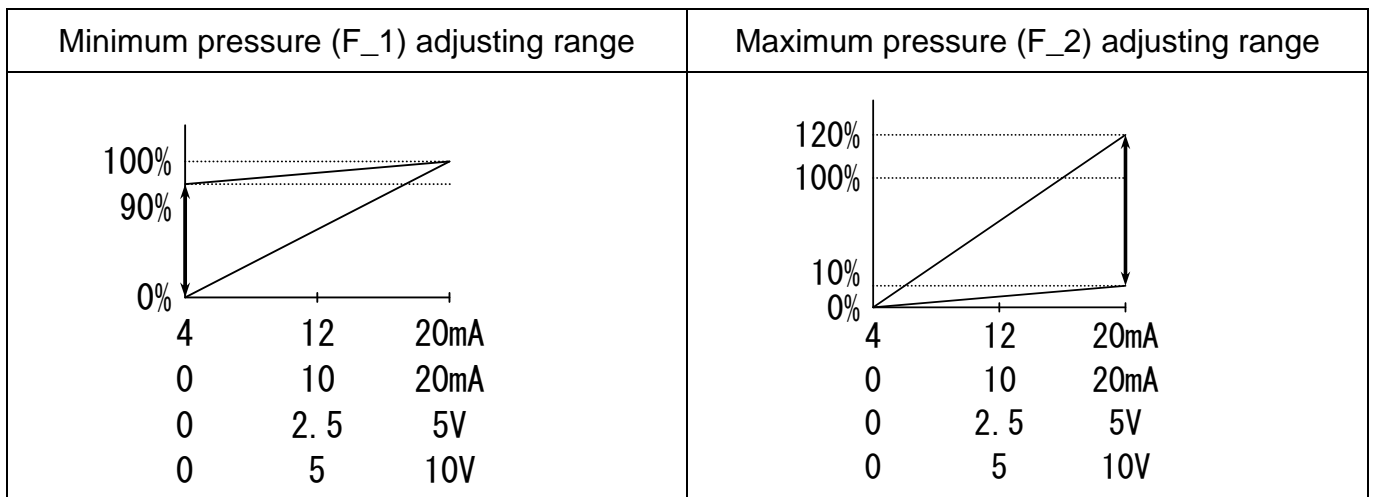 Minimum pressure (F_1) adjusting range
100%
90%
0%
4 12 20mA
0 10 20mA
0 2.5 5V
0 5 10V
Maximum pressure (F_2) adjusting range
120%
100%
10%
0%
4 12 20mA
0 10 20mA
0 2.5 5V
0 5 10V